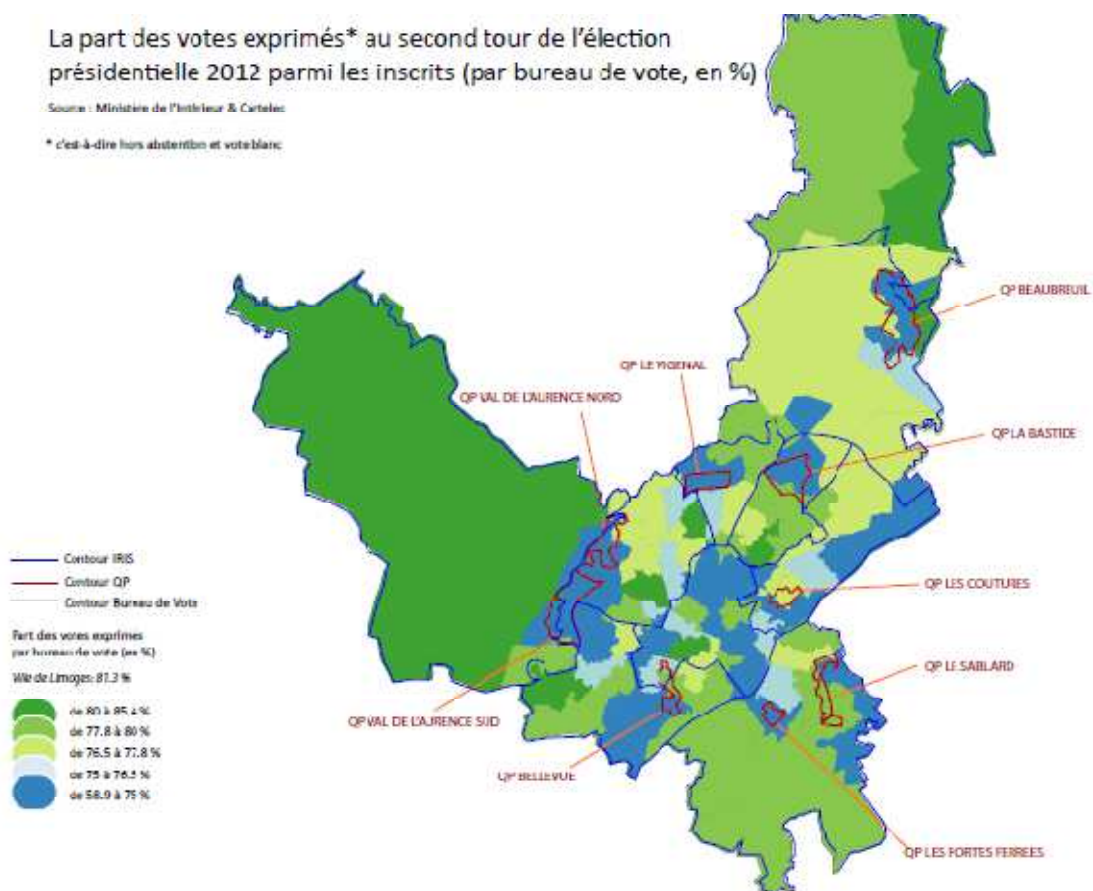 La part des votes exprimés* au second tour de l'élection
présidentielle 2012 parmi les inscrits (par bureau de vote, en %)
Source : Ministère de l'Intérieur & Cartelec
* c'est-à-dire hors abstention et vote blanc
QP BEAUBREUIL
QP LE VIGENAL
QP VAL DE L'AURENCE NORD
QP LA BASTIDE
Contour IRIS
Contour QP
Contour Bureau de Vote
QP LES COUTURES
Part des votes exprimés
par bureau de vote (en %)
Ville de Limoges: 81.3 %
QP LE SABLARD
de 80 à 85.4 %
QP VAL DE L'AURENCE SUD
de 77.8 à 80 %
de 76.5 à 77.8 %
de 75 à 76.5 %
QP BELLEVUE
de 58.9 à 75 %
QP LES PORTES FERREES